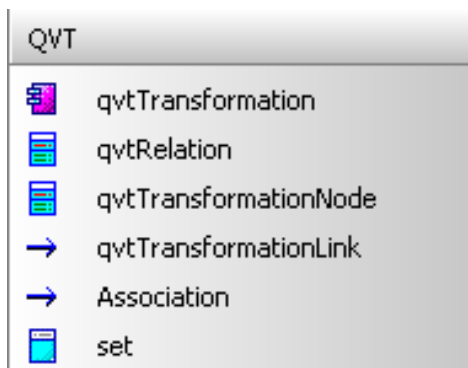 QVT
qvtTransformation
qvtRelation
qvtTransformationNode
qvtTransformationLink
Association
set